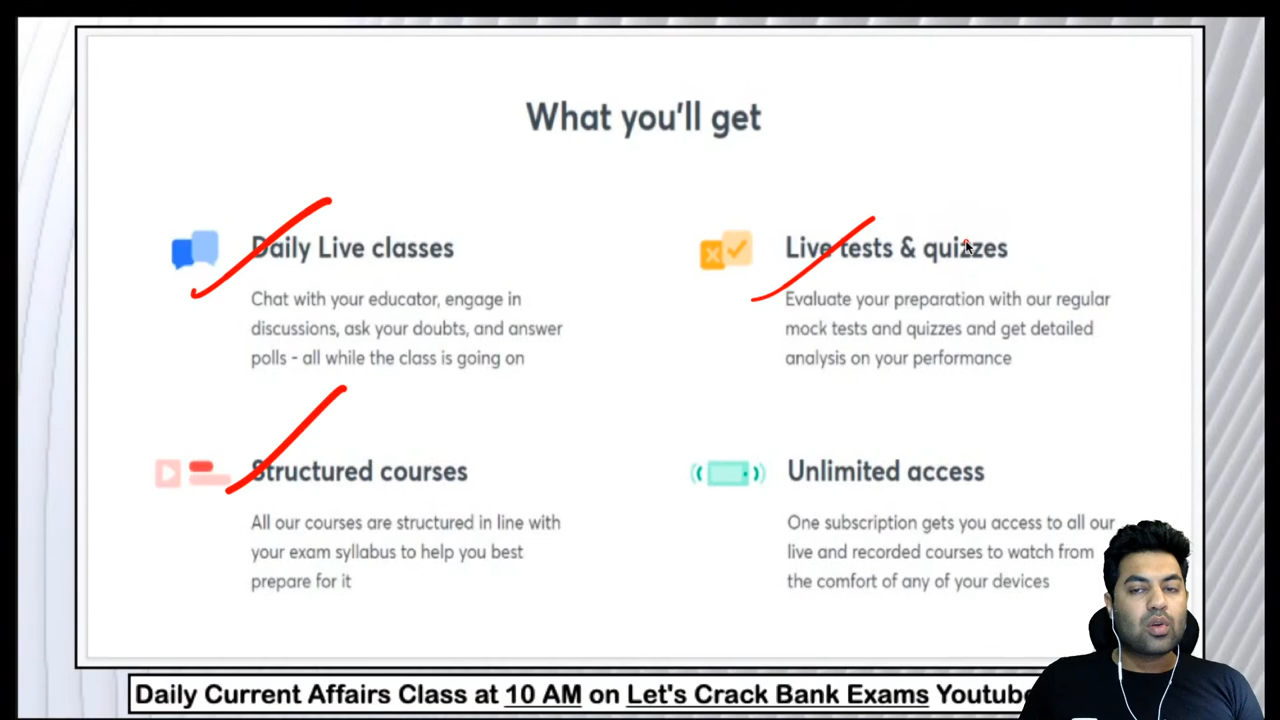 What you'll get
Daily Live classes
Chat with your educator, engage in
discussions, ask your doubts, and answer
polls - all while the class is going on
Live tests & quizzes
Evaluate your preparation with our regular
mock tests and quizzes and get detailed
analysis on your performance
Structured courses
All our courses are structured in line with
your exam syllabus to help you best
prepare for it
Unlimited access
One subscription gets you access to all our
live and recorded courses to watch from
the comfort of any of your devices
Daily Current Affairs Class at 10 AM on Let's Crack Bank Exams Youtube